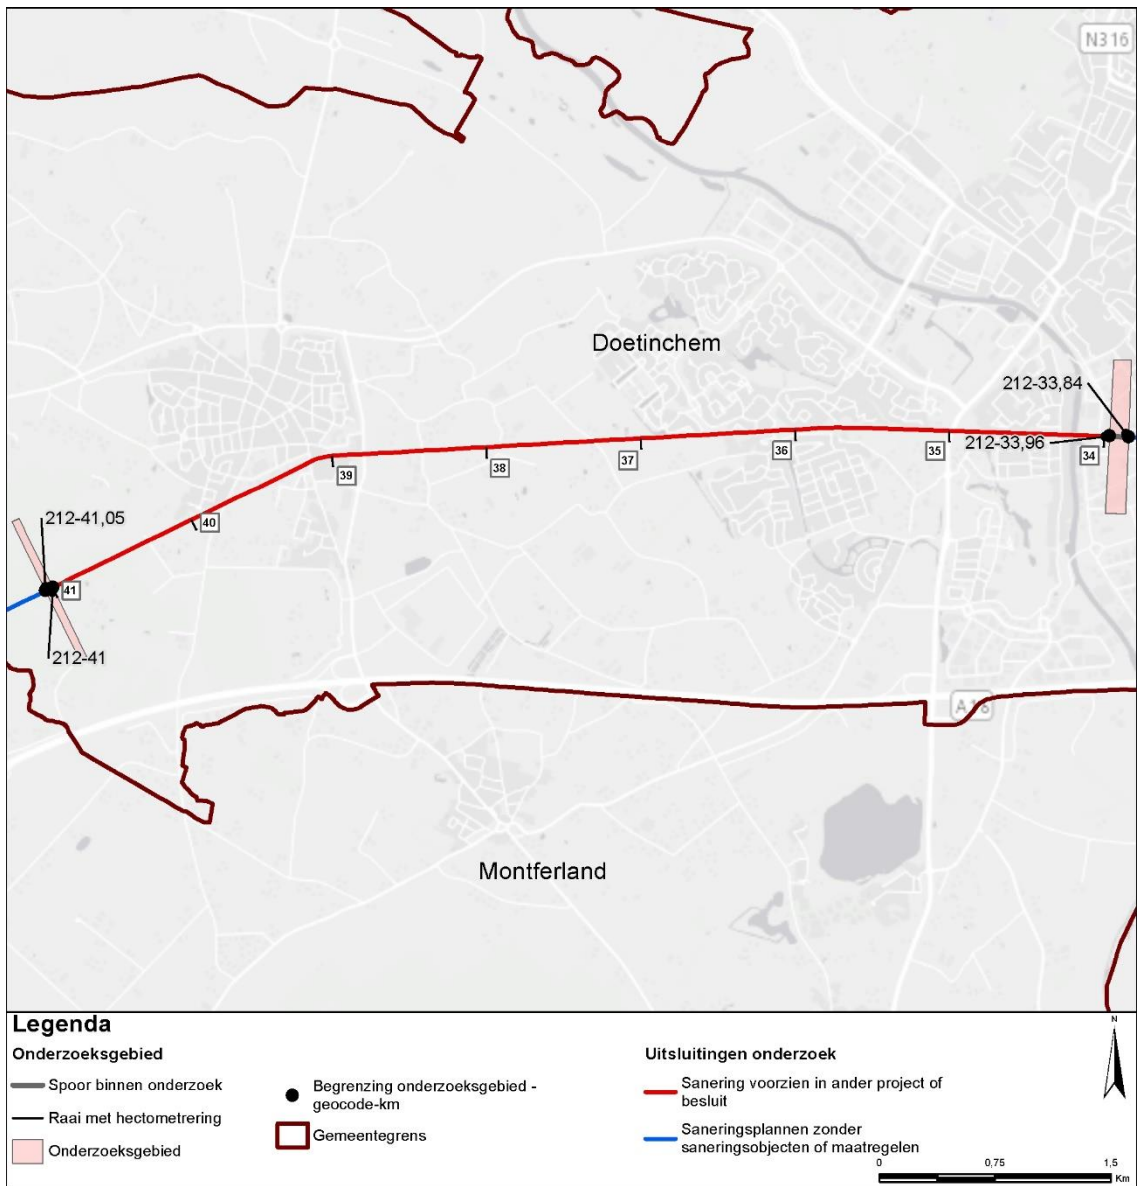 N316
Doetinchem
212-33,84
212-33,96
34
35
36
37
38
39
40
212-41,05
41
212-41
A18
Montferland
Legenda
Onderzoeksgebied
Spoor binnen onderzoek
Raai met hectometrering
Onderzoeksgebied
Begrenzing onderzoeksgebied -
geocode-km
Gemeentegrens
Uitsluitingen onderzoek
Sanering voorzien in ander project of
besluit
Saneringsplannen zonder
saneringsobjecten of maatregelen
N
0 0,75 1,5
Km